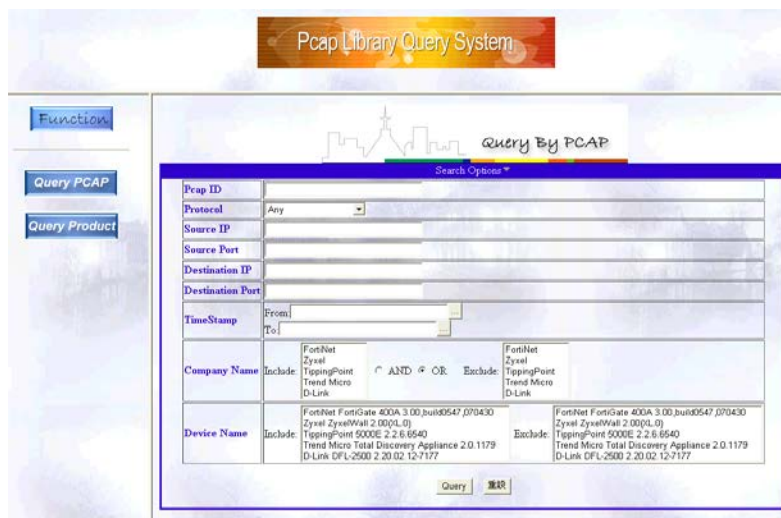 Pcap Library Query System
Function
Query PCAP
Query Product
Query By PCAP
Search Options
Pcap ID
Protocol Any
Source IP
Source Port
Destination IP
Destination Port
TimeStamp
From:
To:
Company Name Include:
FortiNet
Zyxel
TippingPoint
Trend Micro
D-Link
AND OR Exclude:
FortiNet
Zyxel
TippingPoint
Trend Micro
D-Link
Device Name Include:
FortiNet FortiGate 400A 3.00,build0547,070430
Zyxel ZyxelWall 2.00(XL.0)
TippingPoint 5000E 2.2.6.6540
Trend Micro Total Discovery Appliance 2.0.1179
D-Link DFL-2500 2.20.02.12-7177
Exclude:
FortiNet FortiGate 400A 3.00,build0547,070430
Zyxel ZyxelWall 2.00(XL.0)
TippingPoint 5000E 2.2.6.6540
Trend Micro Total Discovery Appliance 2.0.1179
D-Link DFL-2500 2.20.02.12-7177
Query 重設